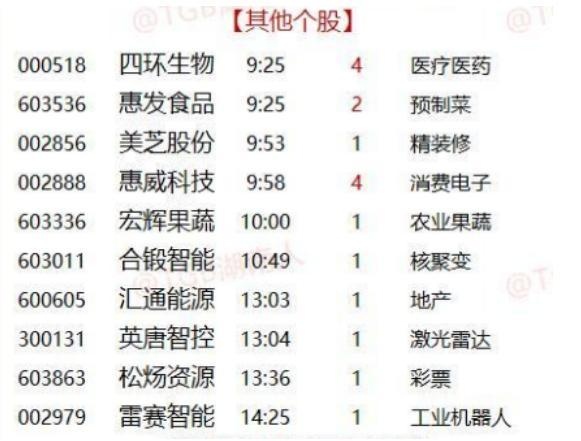 【其他个股】
000518 四环生物 9:25 4 医疗医药
603536 惠发食品 9:25 2 预制菜
002856 美芝股份 9:53 1 精装修
002888 惠威科技 9:58 4 消费电子
603336 宏辉果蔬 10:00 1 农业果蔬
603011 合锻智能 10:49 1 核聚变
600605 汇通能源 13:03 1 地产
300131 英唐智控 13:04 1 激光雷达
603863 松炀资源 13:36 1 彩票
002979 雷赛智能 14:25 1 工业机器人